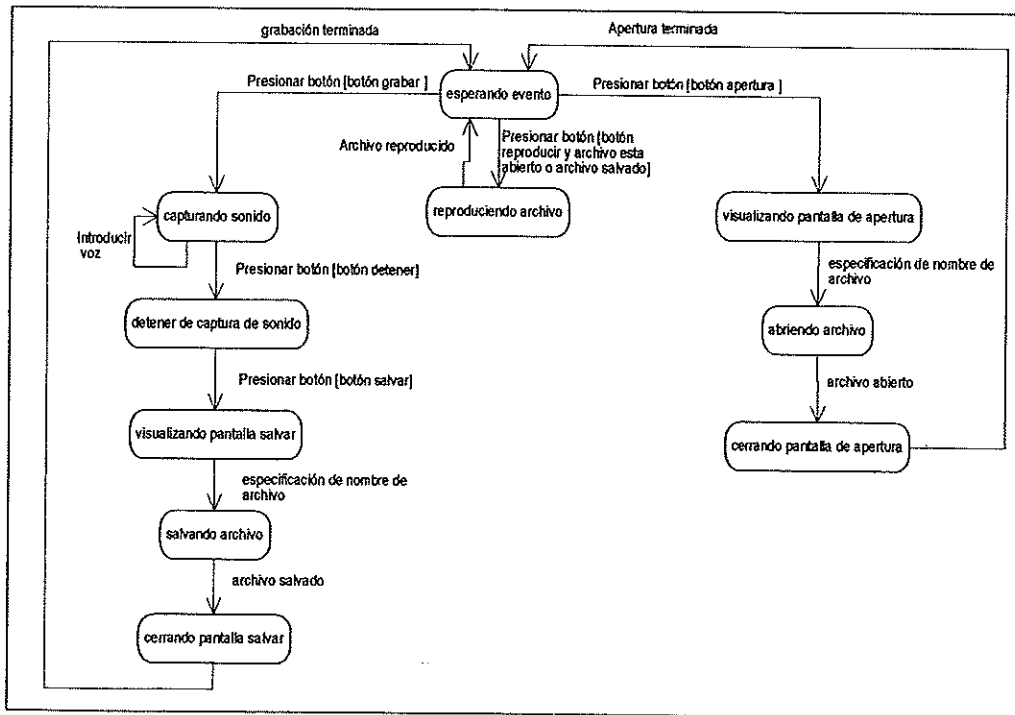 grabación terminada
Apertura terminada
Presionar botón [botón grabar ]
esperando evento
Presionar botón [botón apertura ]
Archivo reproducido
Presionar botón [botón
reproducir y archivo esta
abierto o archivo salvado]
capturando sonido
reproduciendo archivo
visualizando pantalla de apertura
Introducir
voz
Presionar botón [botón detener]
especificación de nombre de
archivo
detener de captura de sonido
abriendo archivo
Presionar botón [botón salvar]
archivo abierto
visualizando pantalla salvar
cerrando pantalla de apertura
especificación de nombre de
archivo
salvando archivo
archivo salvado
cerrando pantalla salvar